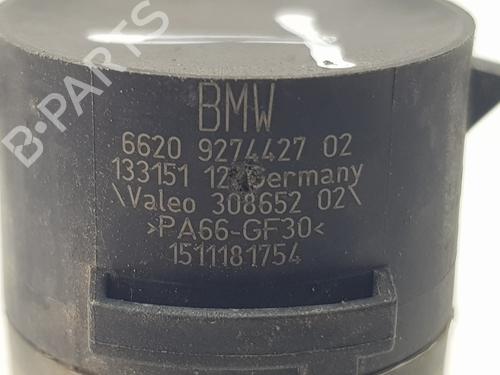 BMW
6620 9274427 02
133151 12 Germany
\Valeo 308652 02\
>PA66-GF30<
1511181754
B-PARTS